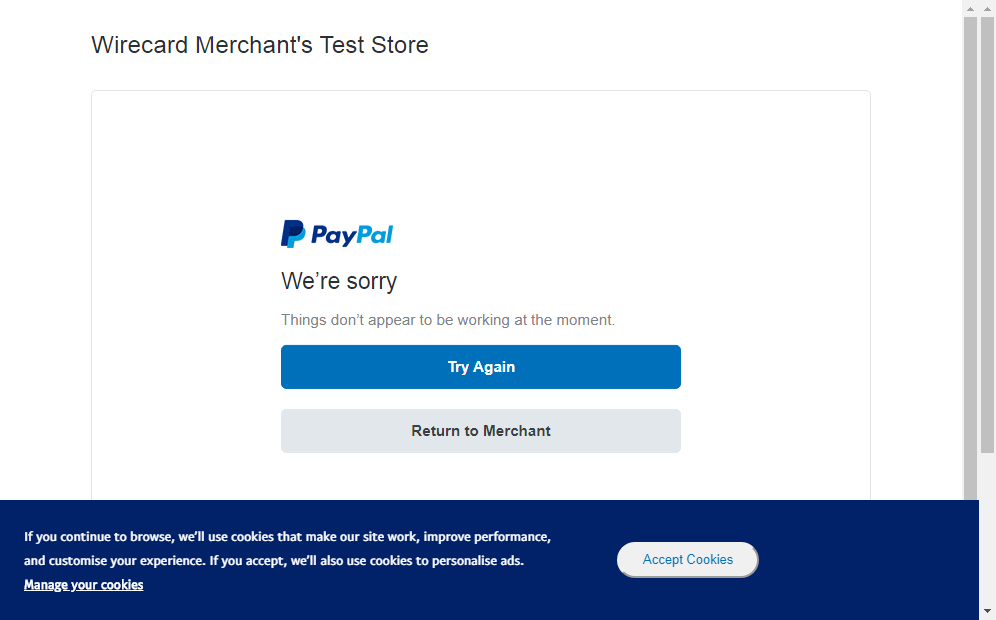 Wirecard Merchant's Test Store
PayPal
We’re sorry
Things don’t appear to be working at the moment.
Try Again
Return to Merchant
If you continue to browse, we’ll use cookies that make our site work, improve performance,
and customise your experience. If you accept, we’ll also use cookies to personalise ads.
Manage your cookies
Accept Cookies